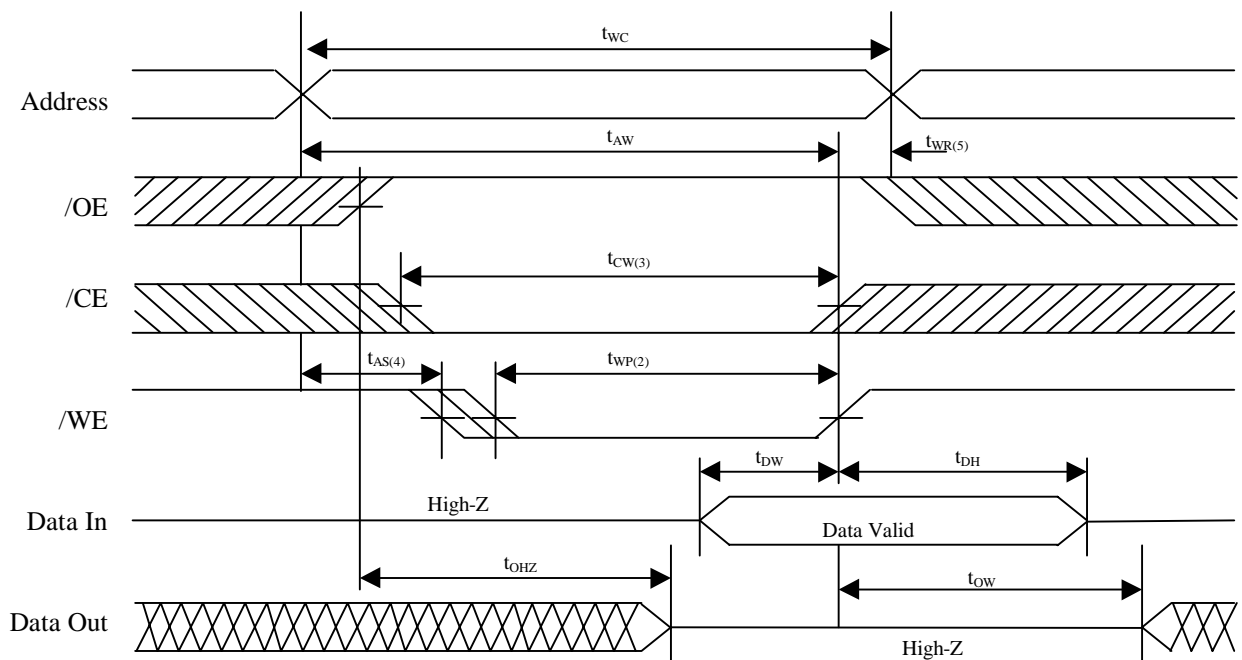 tWC
Address
tAW
tWR(5)
/OE
tCW(3)
/CE
tAS(4)
tWP(2)
/WE
tDW
tDH
High-Z
Data In
Data Valid
tOHZ
tOW
Data Out
High-Z